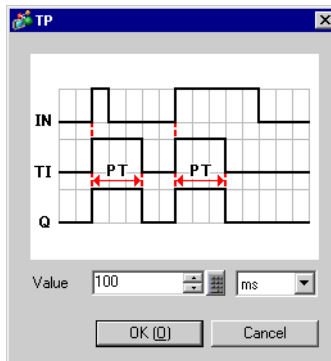 TP
IN
TI PT PT
Q
Value 100 ms
OK (O) Cancel